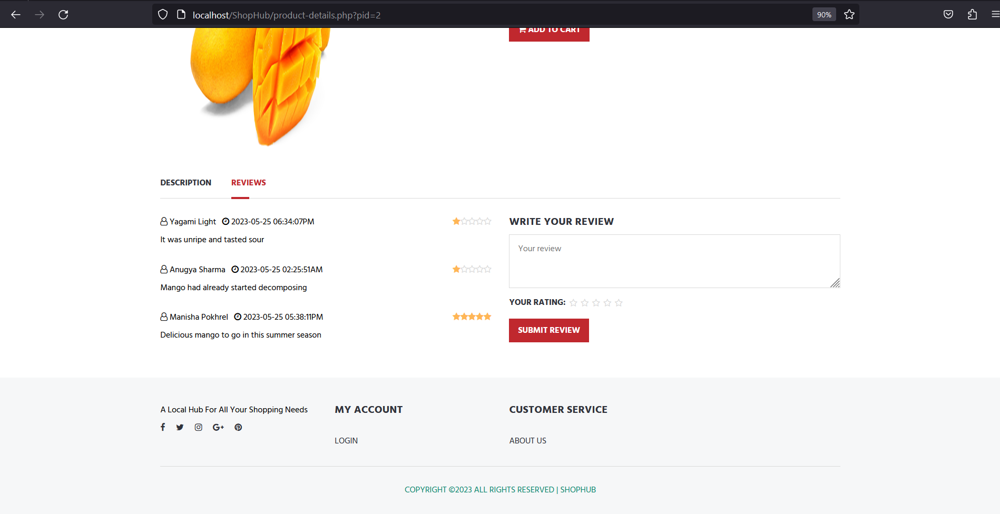 localhost/ShopHub/product-details.php?pid=2
90%
ADD TO CART
DESCRIPTION
REVIEWS
Yagami Light 2023-05-25 06:34:07PM
It was unripe and tasted sour
Anugya Sharma 2023-05-25 02:25:51AM
Mango had already started decomposing
Manisha Pokhrel 2023-05-25 05:38:11PM
Delicious mango to go in this summer season
WRITE YOUR REVIEW
Your review
YOUR RATING:
SUBMIT REVIEW
A Local Hub For All Your Shopping Needs
MY ACCOUNT
LOGIN
CUSTOMER SERVICE
ABOUT US
COPYRIGHT ©2023 ALL RIGHTS RESERVED | SHOPHUB